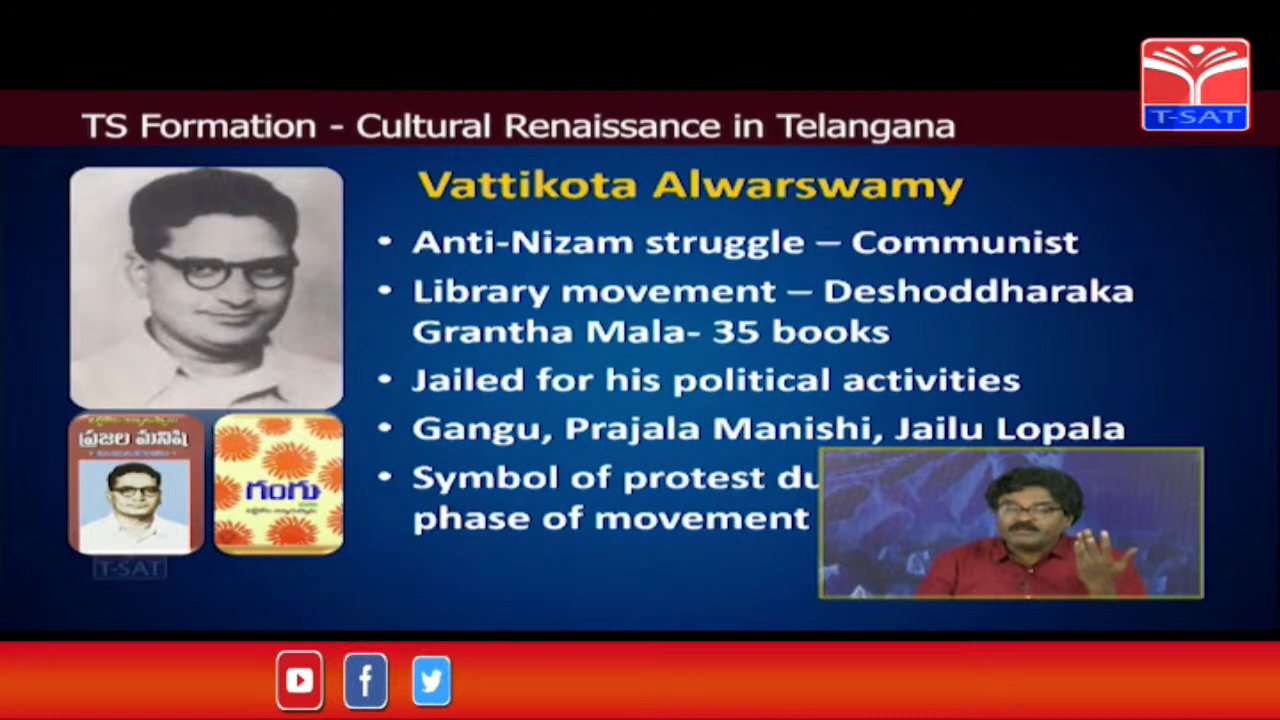 T-SAT
TS Formation - Cultural Renaissance in Telangana
Vattikota Alwarswamy
• Anti-Nizam struggle – Communist
• Library movement – Deshoddharaka
Grantha Mala- 35 books
• Jailed for his political activities
• Gangu, Prajala Manishi, Jailu Lopala
• Symbol of protest du
phase of movement
ప్రజల మనిషి
గంగు
T-SAT